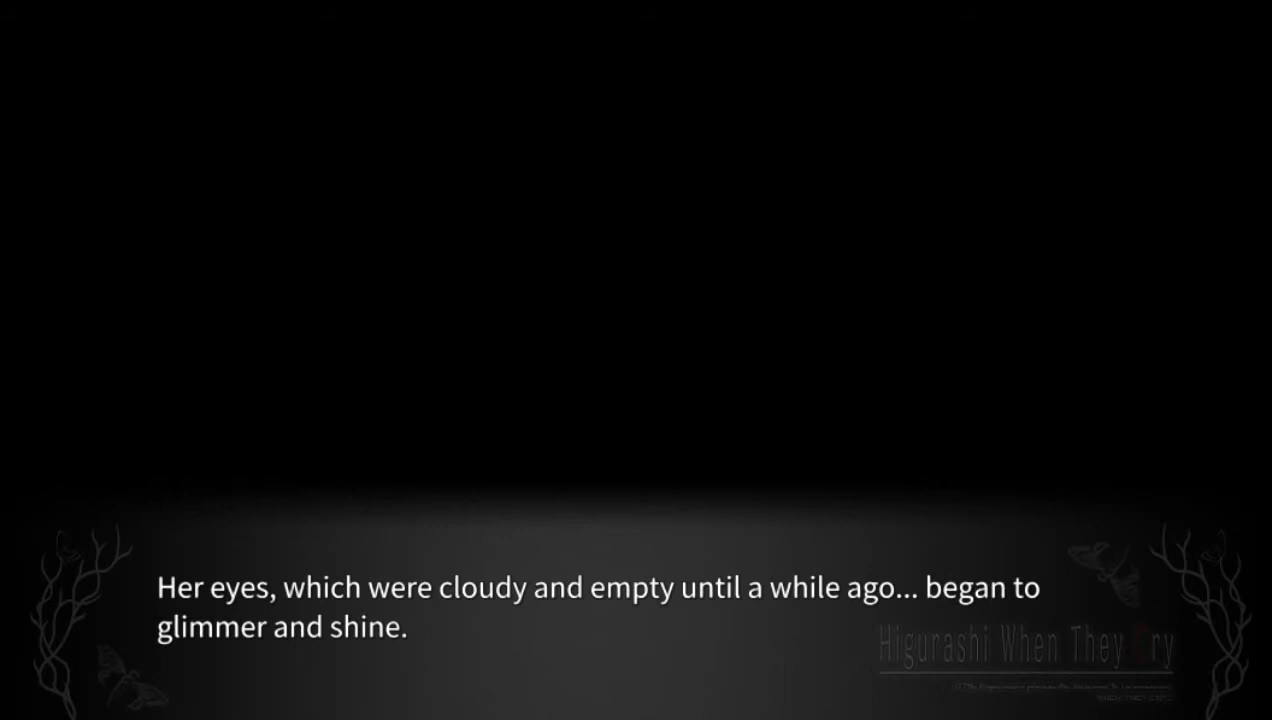 Her eyes, which were cloudy and empty until a while ago... began to
glimmer and shine.
Higurashi When They Cry